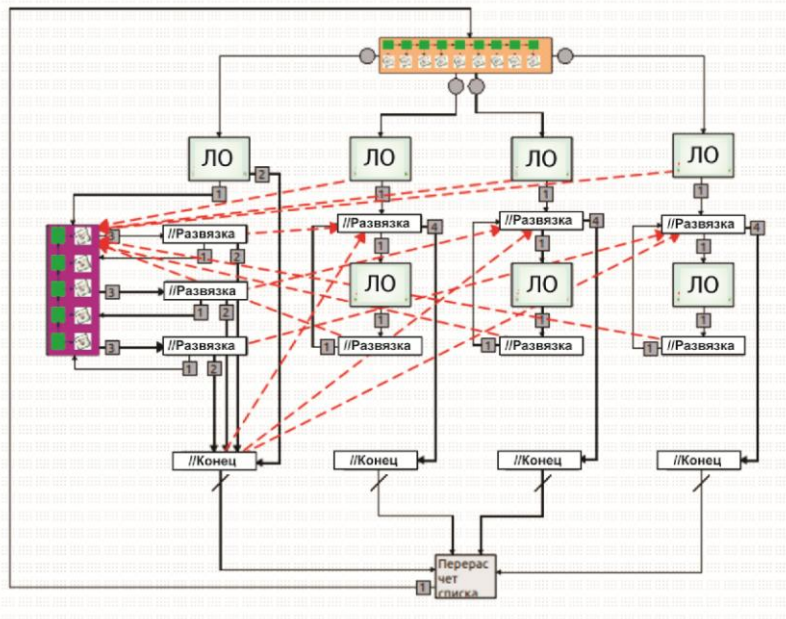 ЛО
ЛО
ЛО
ЛО
2
1
1
1
1
3
//Развязка
//Развязка
4
//Развязка
4
//Развязка
4
1
2
1
1
1
3
//Развязка
ЛО
ЛО
ЛО
1
2
1
1
1
3
//Развязка
1
//Развязка
1
//Развязка
1
//Развязка
1
2
//Конец
//Конец
//Конец
//Конец
Перерас
чет
списка
1